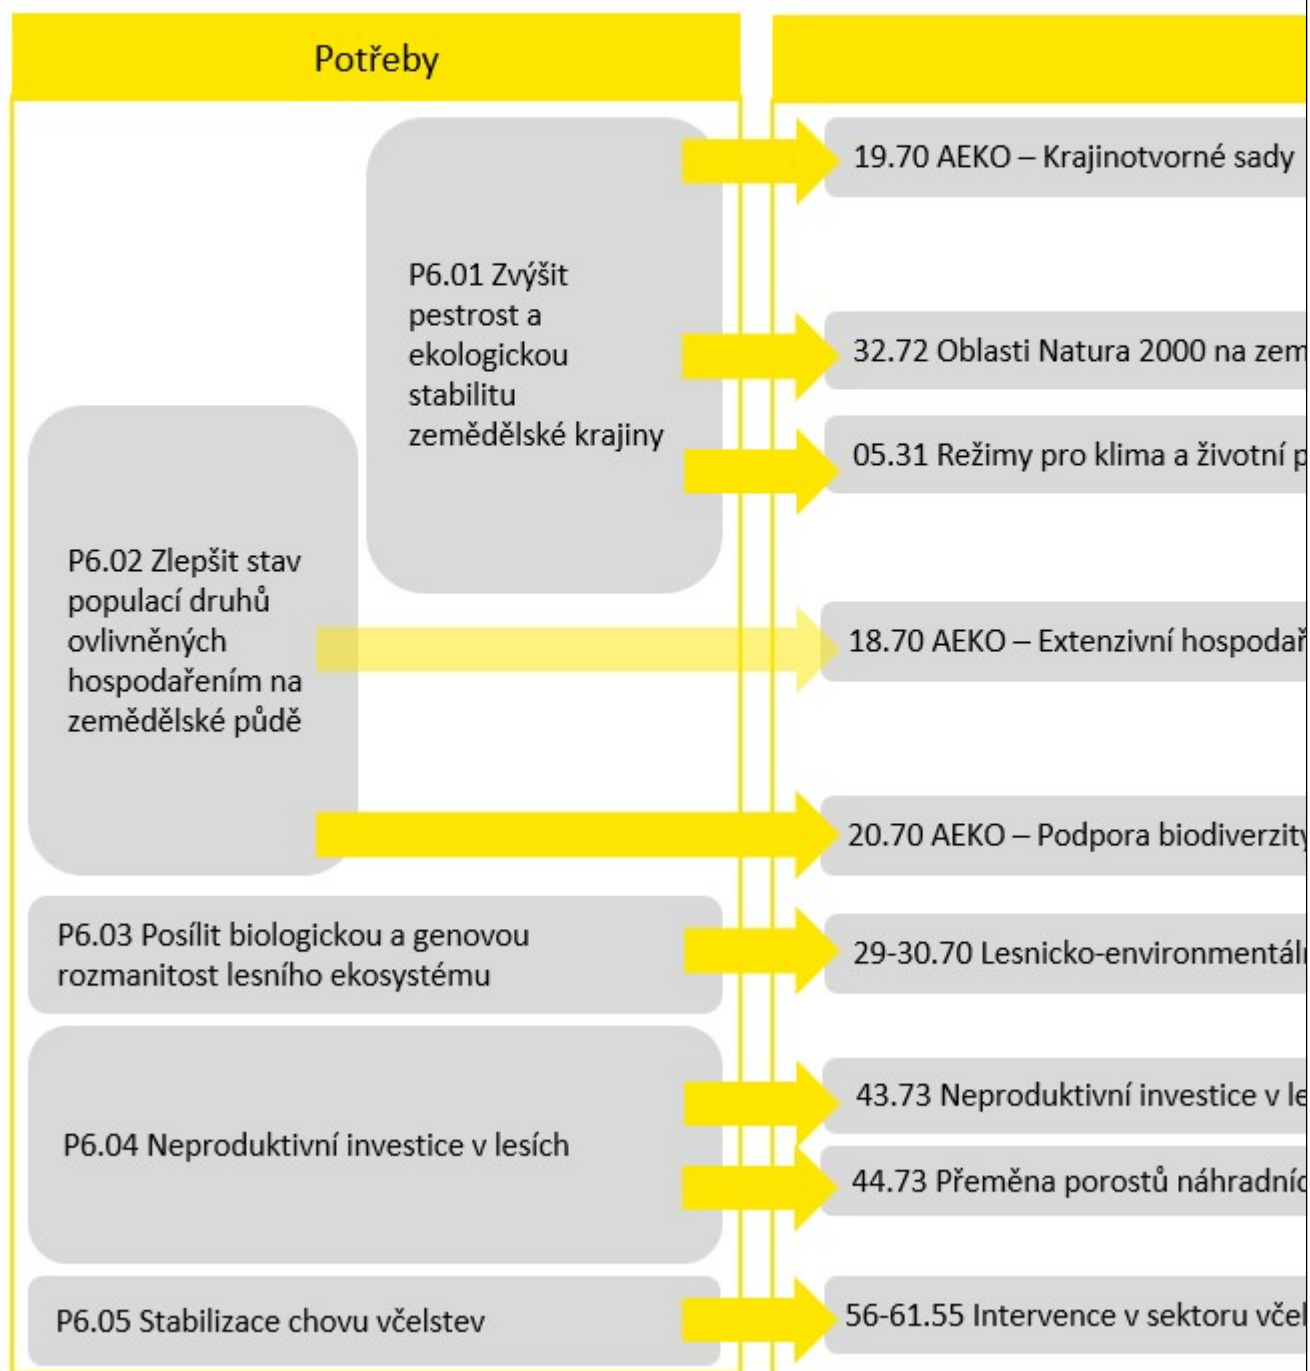 Potřeby
P6.01 Zvýšit
pestrost a
ekologickou
stabilitu
zemědělské krajiny
P6.02 Zlepšit stav
populací druhů
ovlivněných
hospodařením na
zemědělské půdě
P6.03 Posílit biologickou a genovou
rozmanitost lesního ekosystému
P6.04 Neproduktivní investice v lesích
P6.05 Stabilizace chovu včelstev
19.70 AEKO – Krajinotvorné sady
32.72 Oblasti Natura 2000 na zem
05.31 Režimy pro klima a životní p
18.70 AEKO – Extenzivní hospodař
20.70 AEKO – Podpora biodiverzity
29-30.70 Lesnicko-environmentáln
43.73 Neproduktivní investice v le
44.73 Přeměna porostů náhradníc
56-61.55 Intervence v sektoru včel